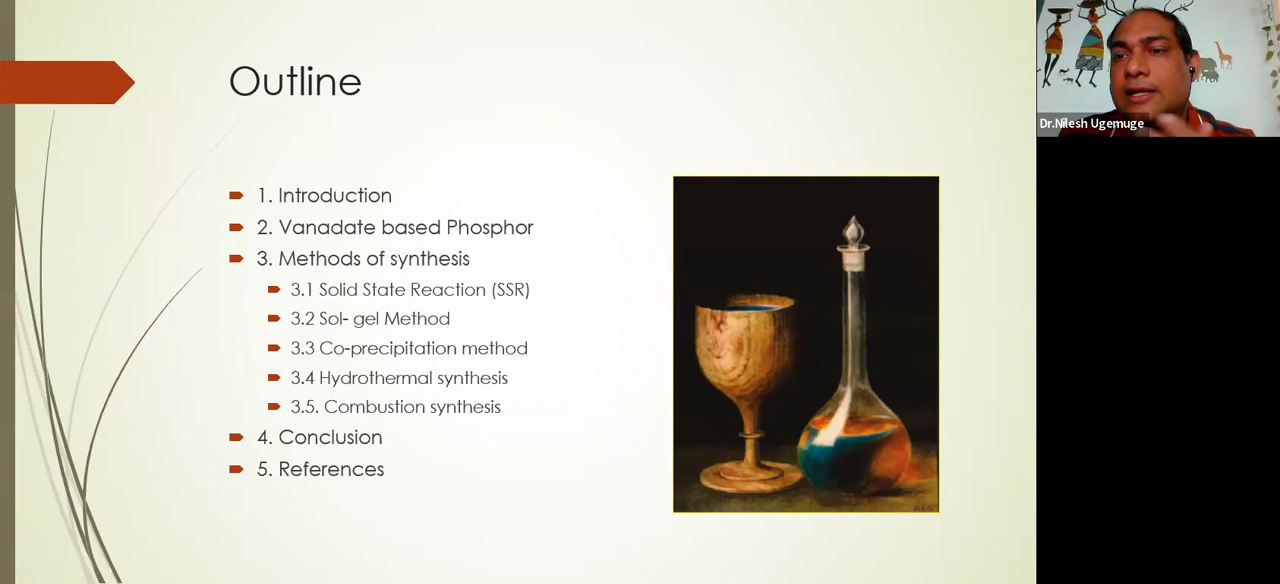 Outline
1. Introduction
2. Vanadate based Phosphor
3. Methods of synthesis
3.1 Solid State Reaction (SSR)
3.2 Sol- gel Method
3.3 Co-precipitation method
3.4 Hydrothermal synthesis
3.5. Combustion synthesis
4. Conclusion
5. References
Dr.Nilesh Ugemuge